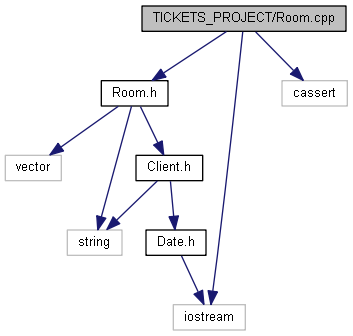 TICKETS_PROJECT/Room.cpp
Room.h
cassert
vector
Client.h
string
Date.h
iostream